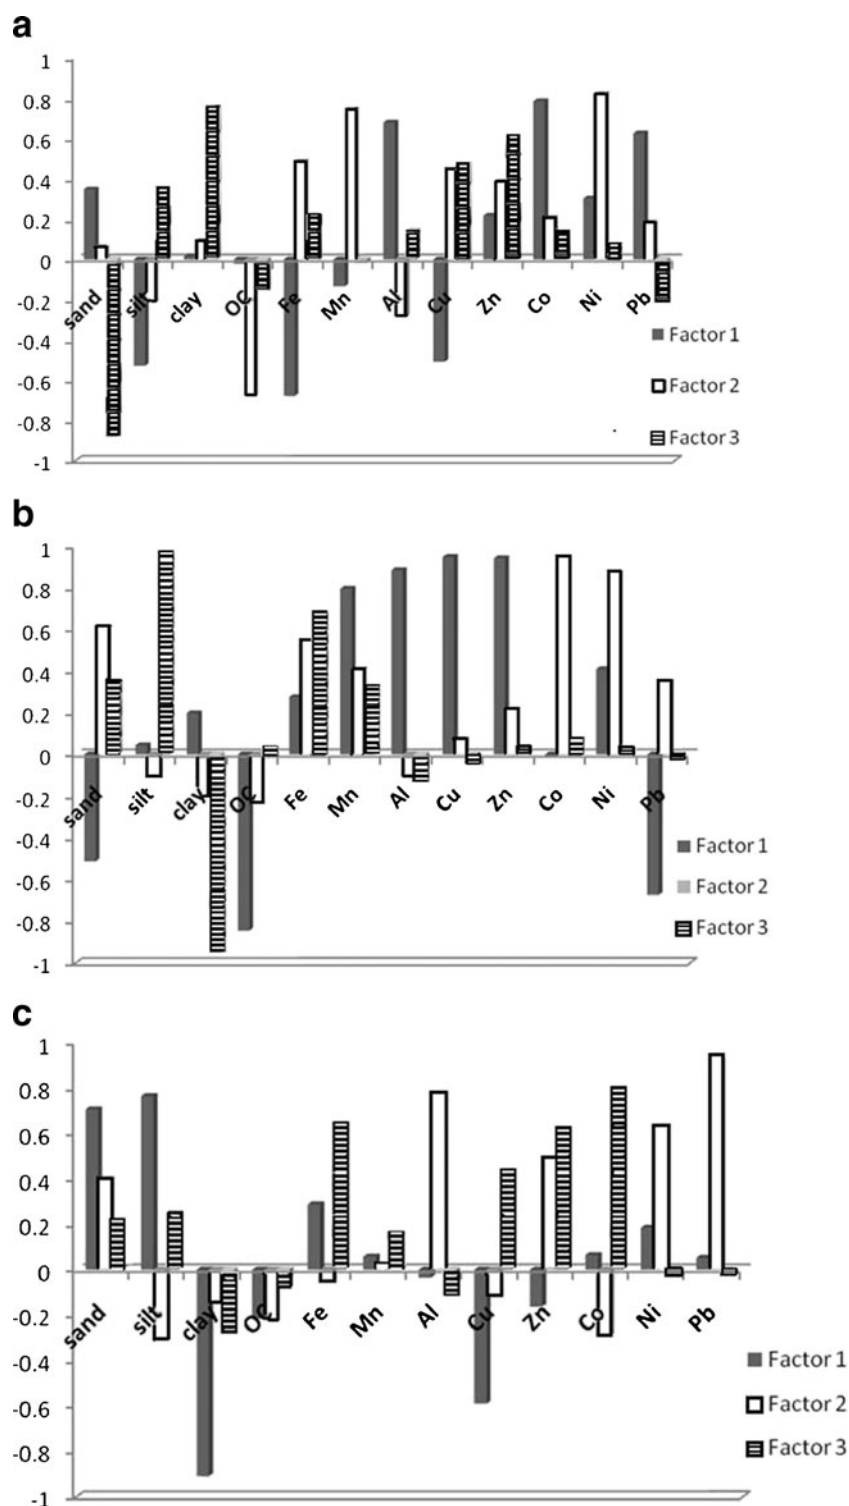 a
1
0.8
0.6
0.4
0.2
0
-0.2
-0.4
-0.6
-0.8
-1
sand silt clay OC Fe Mn Al Cu Zn Co Ni Pb
Factor 1
Factor 2
Factor 3
b
1
0.8
0.6
0.4
0.2
0
-0.2
-0.4
-0.6
-0.8
-1
sand silt clay OC Fe Mn Al Cu Zn Co Ni Pb
Factor 1
Factor 2
Factor 3
c
1
0.8
0.6
0.4
0.2
0
-0.2
-0.4
-0.6
-0.8
-1
sand silt clay OC Fe Mn Al Cu Zn Co Ni Pb
Factor 1
Factor 2
Factor 3